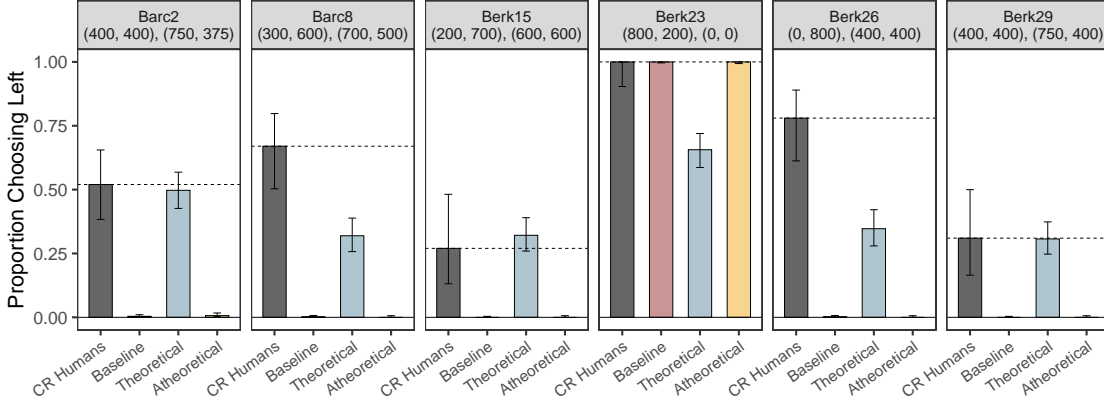 Barc2
(400, 400), (750, 375)
Barc8
(300, 600), (700, 500)
Berk15
(200, 700), (600, 600)
Berk23
(800, 200), (0, 0)
Berk26
(0, 800), (400, 400)
Berk29
(400, 400), (750, 400)
Proportion Choosing Left
1.00
0.75
0.50
0.25
0.00
CR Humans
Baseline
Theoretical
Atheoretical
CR Humans
Baseline
Theoretical
Atheoretical
CR Humans
Baseline
Theoretical
Atheoretical
CR Humans
Baseline
Theoretical
Atheoretical
CR Humans
Baseline
Theoretical
Atheoretical
CR Humans
Baseline
Theoretical
Atheoretical